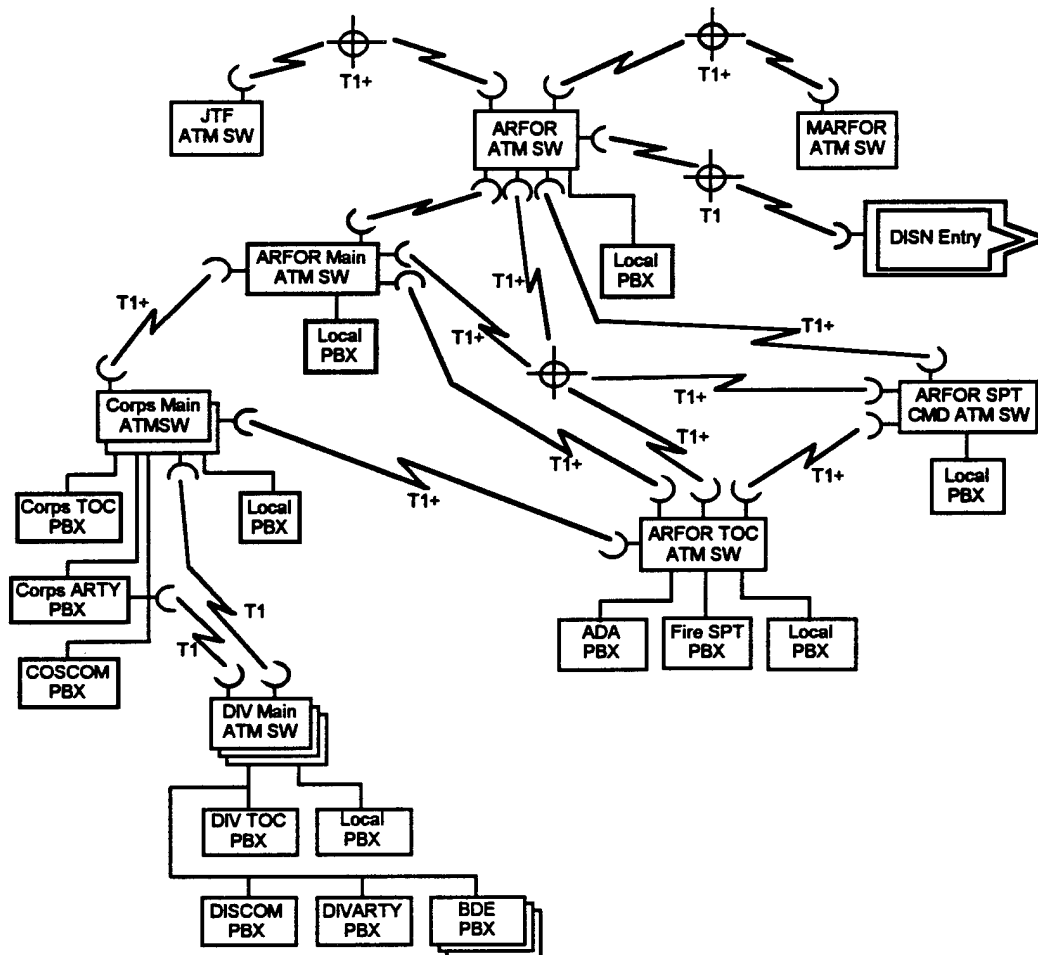 T1+
T1+
JTF
ATM SW
ARFOR
ATM SW
MARFOR
ATM SW
T1
DISN Entry
ARFOR Main
ATM SW
Local
PBX
T1+
T1+
Local
PBX
T1+
T1+
T1+
ARFOR SPT
CMD ATM SW
Corps Main
ATMSW
T1+
T1+
T1+
T1+
Local
PBX
Corps TOC
PBX
Local
PBX
ARFOR TOC
ATM SW
Corps ARTY
PBX
T1
T1
ADA
PBX
Fire SPT
PBX
Local
PBX
COSCOM
PBX
DIV Main
ATM SW
DIV TOC
PBX
Local
PBX
DISCOM
PBX
DIVARTY
PBX
BDE
PBX